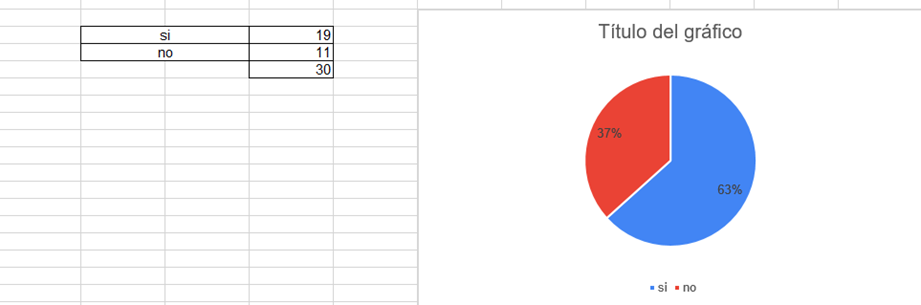 si 19
no 11
30
Título del gráfico
37%
63%
si no